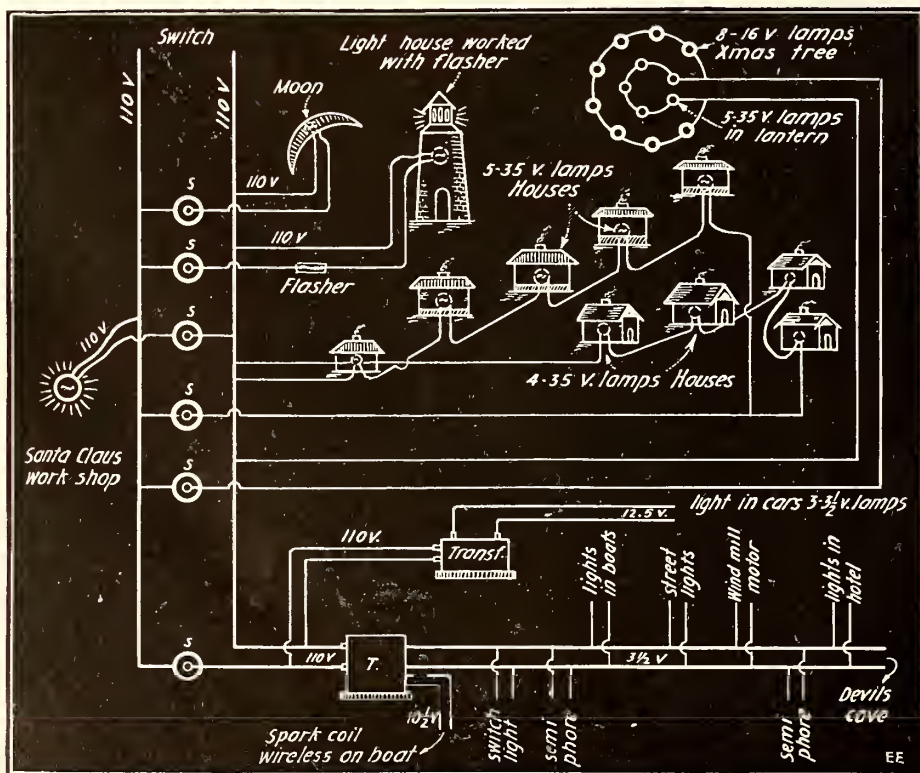 Switch
110 V
110 V
Moon
Light house worked
with flasher
8-16 v lamps
Xmas tree
5-35 v. lamps
in lantern
5-35 v. lamps
Houses
110 V
S
110 V
S
Flasher
110 V
S
4-35 V. lamps Houses
S
Santa Claus
work shop
S
light in cars 3-3½ v. lamps
12.5 v.
110 V.
Transf.
lights
in boats
street
lights
wind mill
motor
lights in
hotel
S
110 V
T.
3½ V
10½ V
Spark coil
wireless on boat
switch
light
semi
phore
semi
phore
Devils
cave
EE